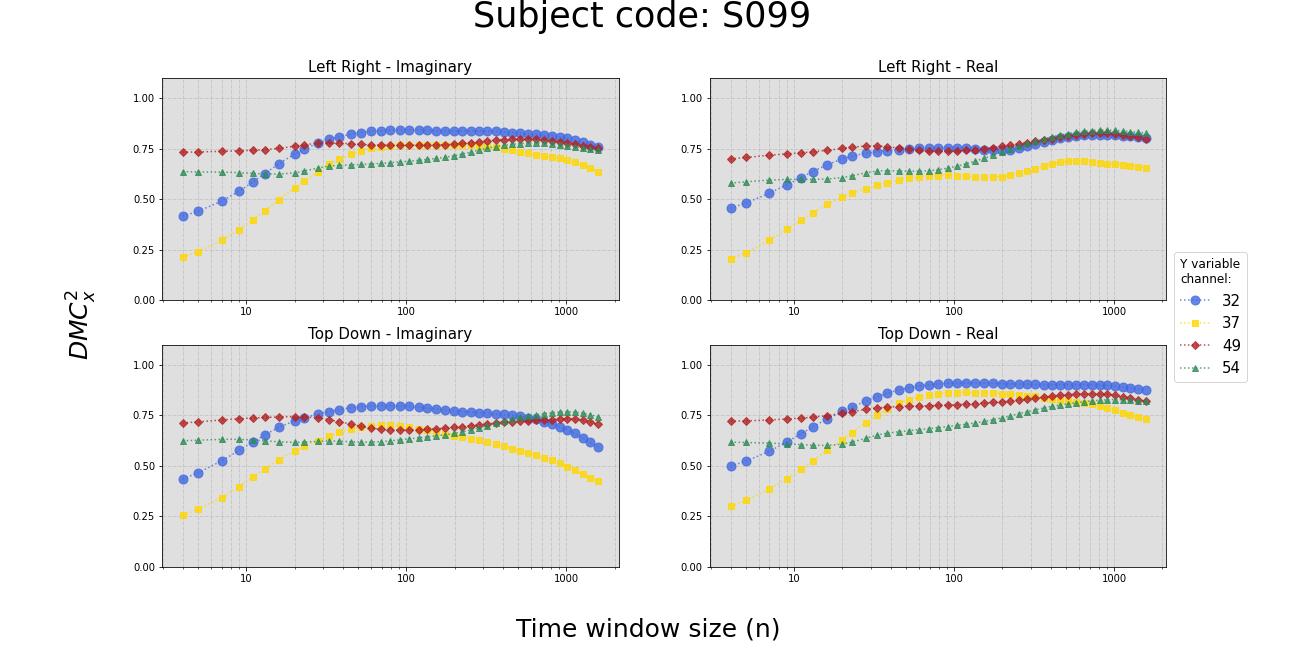 Subject code: S099
Left Right - Imaginary
1.00
0.75
0.50
0.25
0.00
10 100 1000
Left Right - Real
1.00
0.75
0.50
0.25
0.00
10 100 1000
Top Down - Imaginary
1.00
0.75
0.50
0.25
0.00
10 100 1000
Top Down - Real
1.00
0.75
0.50
0.25
0.00
10 100 1000
DMC²ₓ
Y variable
channel:
32
37
49
54
Time window size (n)